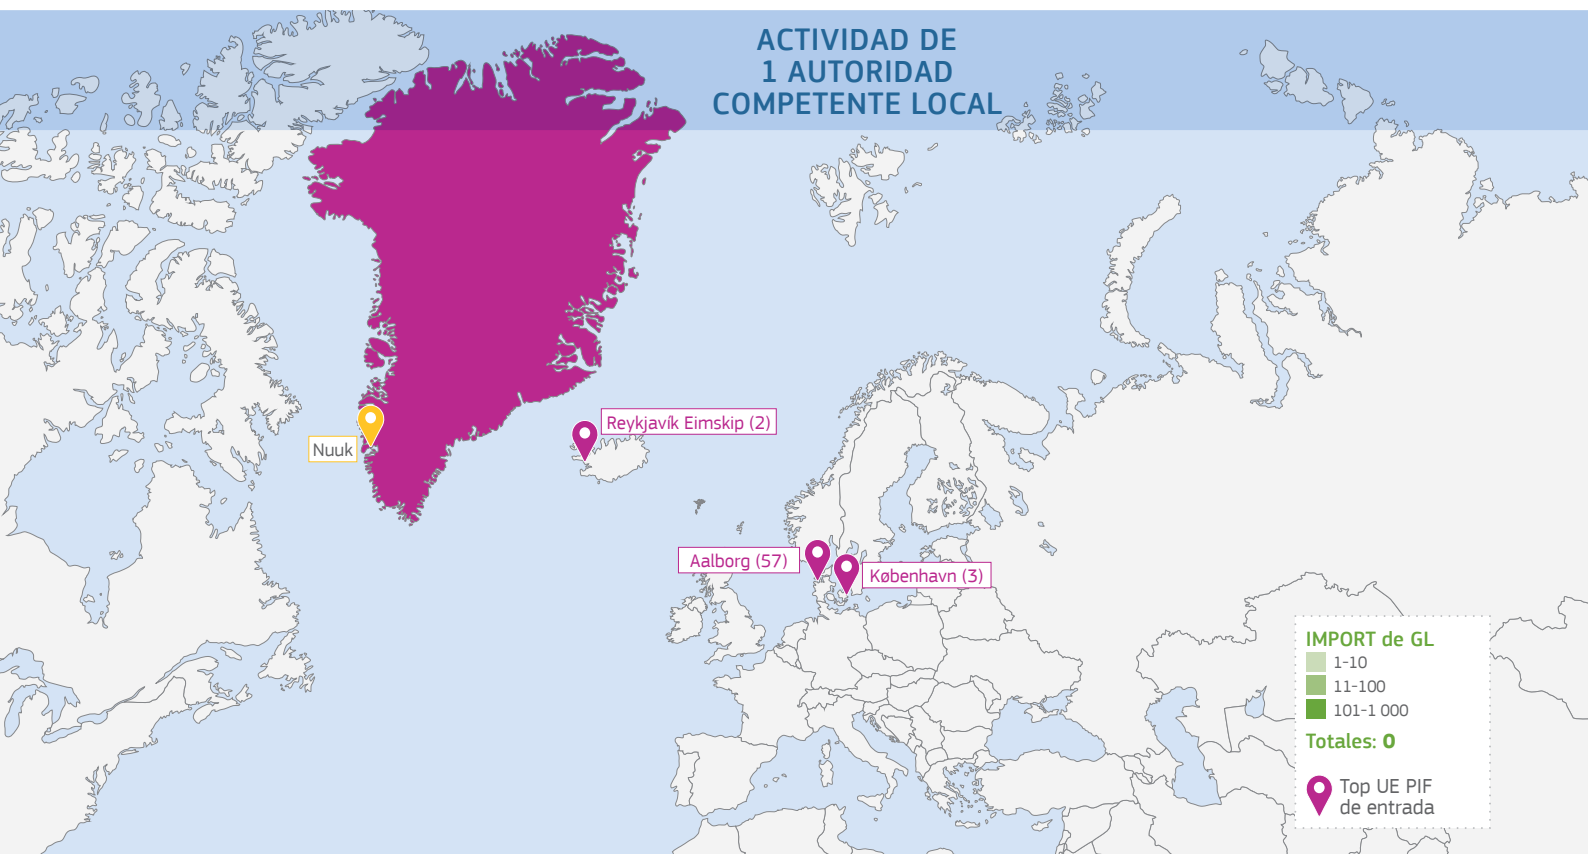 ACTIVIDAD DE
1 AUTORIDAD
COMPETENTE LOCAL
Nuuk
Reykjavík Eimskip (2)
Aalborg (57)
København (3)
IMPORT de GL
1-10
11-100
101-1 000
Totales: 0
Top UE PIF
de entrada